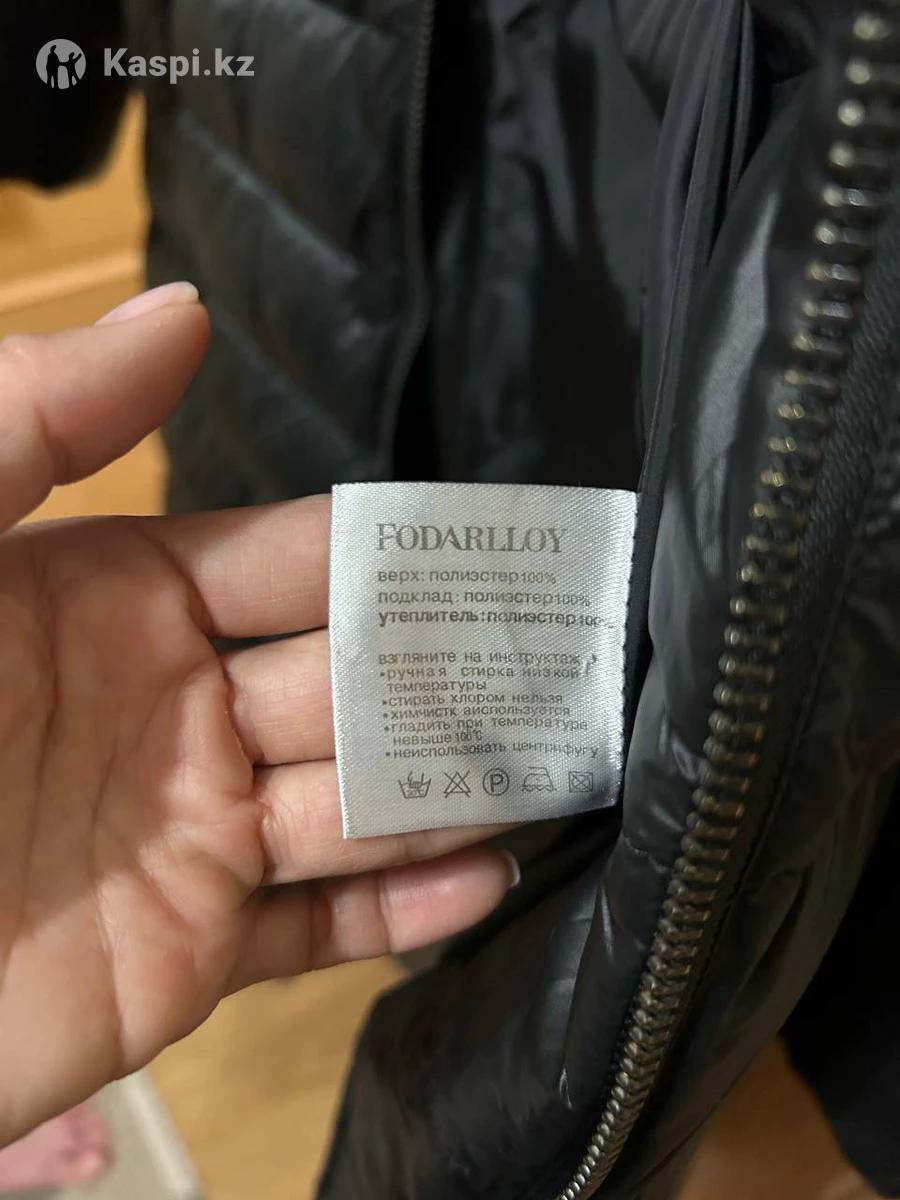 Kaspi.kz
FODARLLOY
верх: полиэстер100%
подклад: полиэстер100%
утеплитель:полиэстер100%
взгляните на инструктаж
•ручная стирка низкой
температуры
•стирать хлором нельзя
•химчистк аиспользуется
•гладить при температуре
невыше 100℃
•неиспользовать центрифугу
P